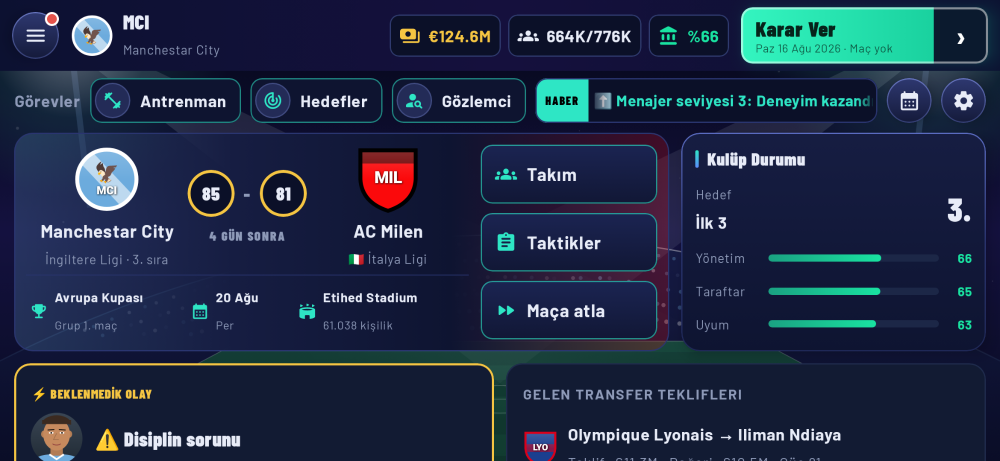 MCI
Manchestar City
€124.6M
664K/776K
%66
Karar Ver
Paz 16 Ağu 2026 · Maç yok
›
Görevler
Antrenman
Hedefler
Gözlemci
HABER
Menajer seviyesi 3: Deneyim kazand
MCI
85 - 81
4 GÜN SONRA
MIL
Manchestar City
İngiltere Ligi · 3. sıra
AC Milen
🇮🇹 İtalya Ligi
Avrupa Kupası
Grup 1. maç
20 Ağu
Per
Etihed Stadium
61.038 kişilik
Takım
Taktikler
Maça atla
Kulüp Durumu
Hedef
İlk 3
3.
Yönetim 66
Taraftar 65
Uyum 63
⚡ BEKLENMEDİK OLAY
⚠️ Disiplin sorunu
GELEN TRANSFER TEKLIFLERI
LYO
Olympique Lyonais → Iliman Ndiaya